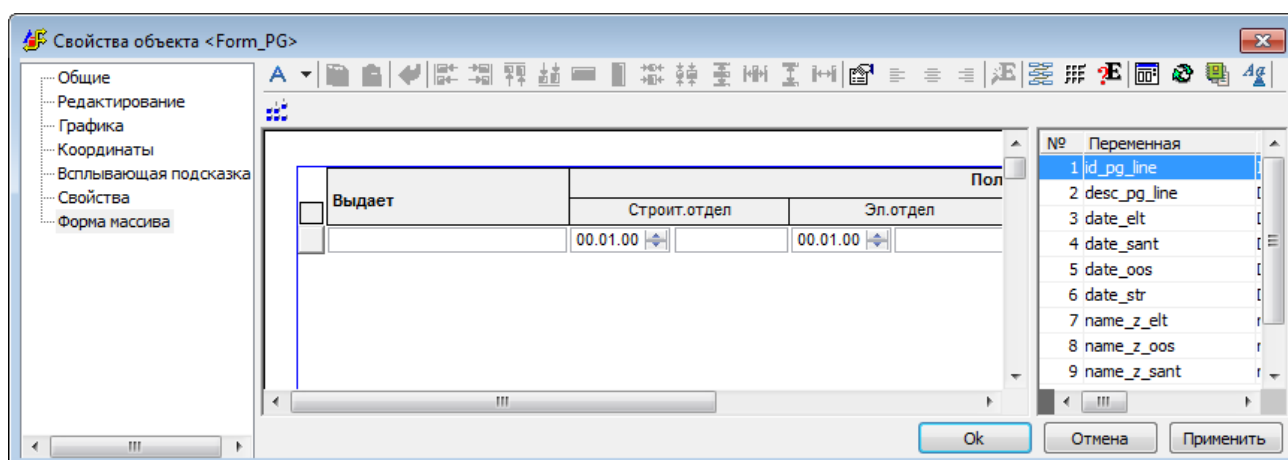 Свойства объекта <Form_PG>
Общие
Редактирование
Графика
Координаты
Всплывающая подсказка
Свойства
Форма массива
Выдает
Пол
Строит.отдел
Эл.отдел
00.01.00
00.01.00
№ Переменная
1 id_pg_line
2 desc_pg_line
3 date_elt
4 date_sant
5 date_oos
6 date_str
7 name_z_elt
8 name_z_oos
9 name_z_sant
Ok
Отмена
Применить